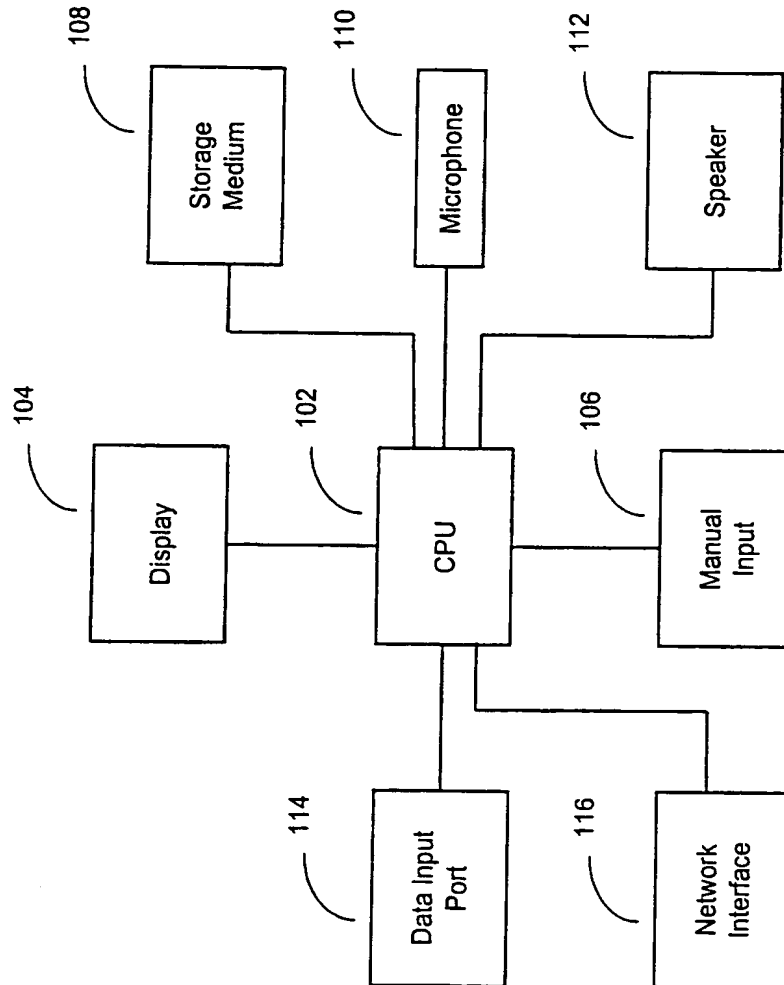 104
108
Display
Storage
Medium
114
102
110
Data Input
Port
CPU
Microphone
116
106
112
Network
Interface
Manual
Input
Speaker